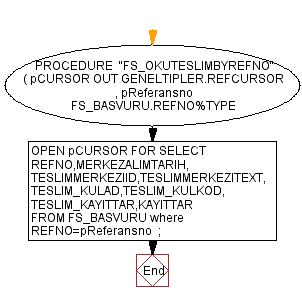 PROCEDURE "FS_OKUTESLIMBYREFNO"
( pCURSOR OUT GENELTIPLER.REFCURSOR
, pReferansno
FS_BASVURU.REFNO%TYPE
OPEN pCURSOR FOR SELECT
REFNO,MERKEZALIMTARIH,
TESLIMMERKEZIID,TESLIMMERKEZITEXT,
TESLIM_KULAD,TESLIM_KULKOD,
TESLIM_KAYITTAR,KAYITTAR
FROM FS_BASVURU where
REFNO=pReferansno ;
End